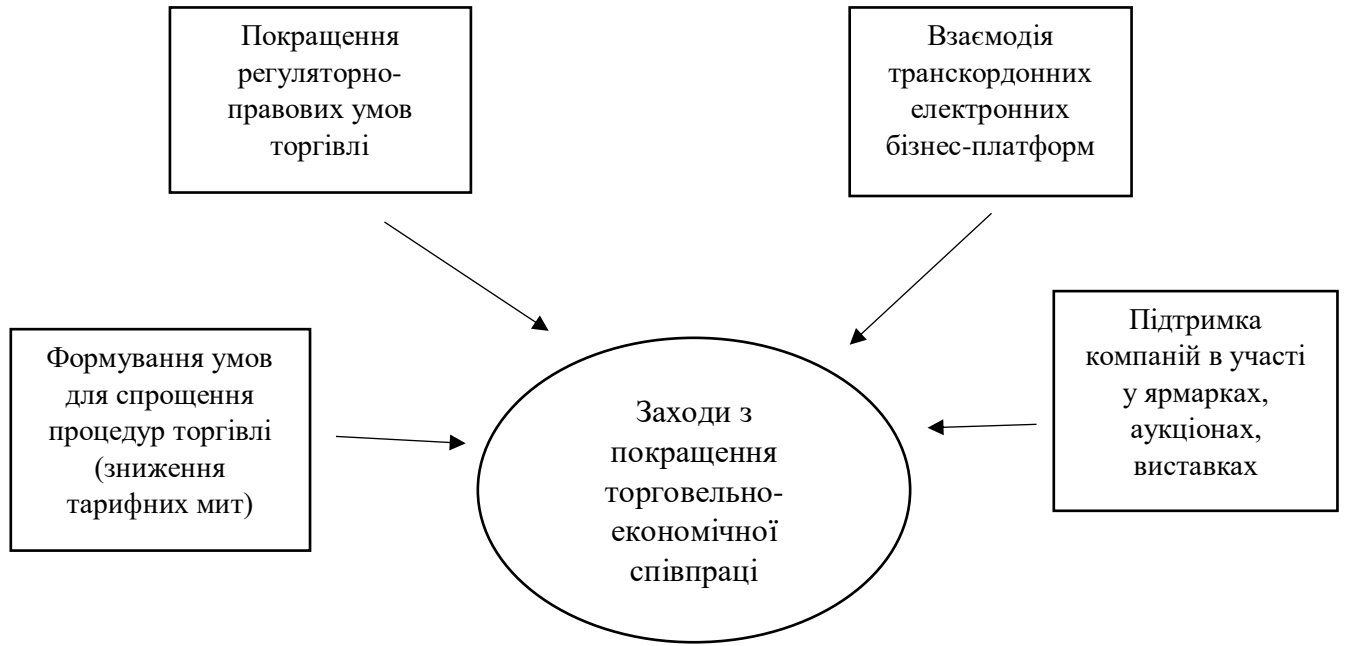 Покращення
регуляторно-
правових умов
торгівлі
Взаємодія
транскордонних
електронних
бізнес-платформ
Формування умов
для спрощення
процедур торгівлі
(зниження
тарифних мит)
Заходи з
покращення
торговельно-
економічної
співпраці
Підтримка
компаній в участі
у ярмарках,
аукціонах,
виставках